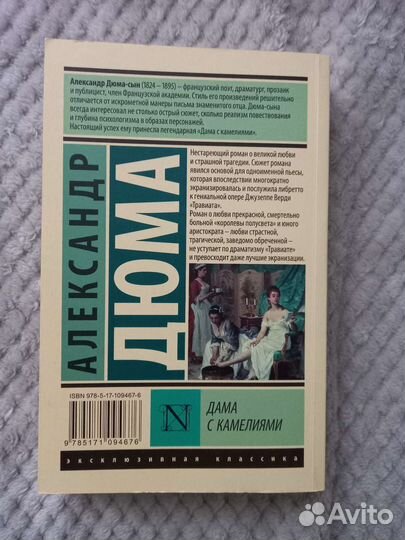 Александр Дюма-сын (1824 – 1895) – французский поэт, драматург, прозаик
и публицист, член Французской академии. Стиль его произведений решительно
отличается от искрометной манеры письма знаменитого отца. Дюма-сына
всегда интересовал не столько острый сюжет, сколько реализм повествования
и глубина психологизма в образах персонажей.
Настоящий успех ему принесла легендарная «Дама с камелиями».
АЛЕКСАНДР
ДЮМА
Нестареющий роман о великой любви
и страшной трагедии. Сюжет романа
явился основой для одноименной пьесы,
которая впоследствии многократно
экранизировалась и послужила либретто
к гениальной опере Джузеппе Верди
«Травиата».
Роман о любви прекрасной, смертельно
больной «королевы полусвета» и юного
аристократа – любви страстной,
трагической, заведомо обреченной –
не уступает по драматизму «Травиате»
и превосходит даже лучшие экранизации.
ISBN 978-5-17-109467-6
9 785171 094676
N
ДАМА
С КАМЕЛИЯМИ
эксклюзивная классика
Avito